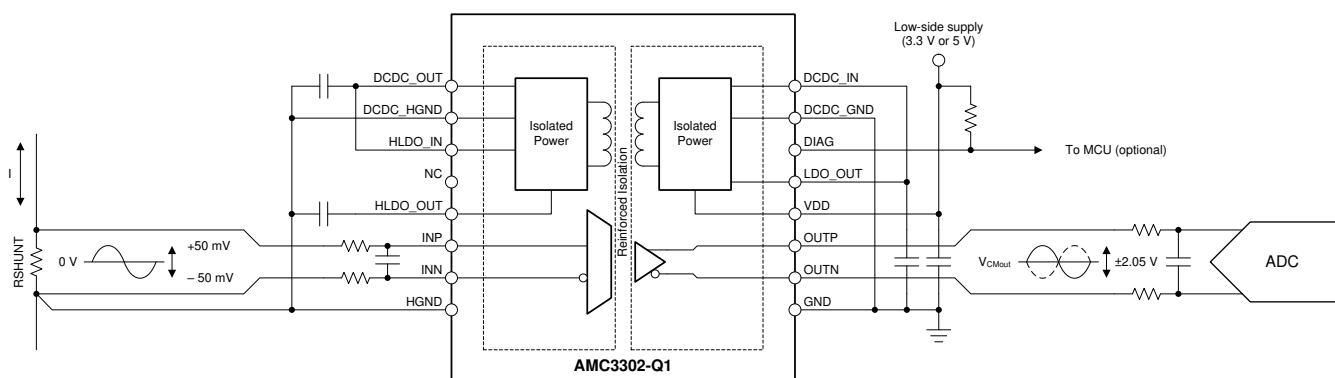 Low-side supply
(3.3 V or 5 V)
DCDC_OUT
DCDC_HGND
HLDO_IN
NC
HLDO_OUT
INP
INN
HGND
Isolated
Power
Reinforced Isolation
Isolated
Power
DCDC_IN
DCDC_GND
DIAG
LDO_OUT
VDD
OUTP
OUTN
GND
To MCU (optional)
I
RSHUNT
0 V
+50 mV
– 50 mV
VCMout
±2.05 V
ADC
AMC3302-Q1